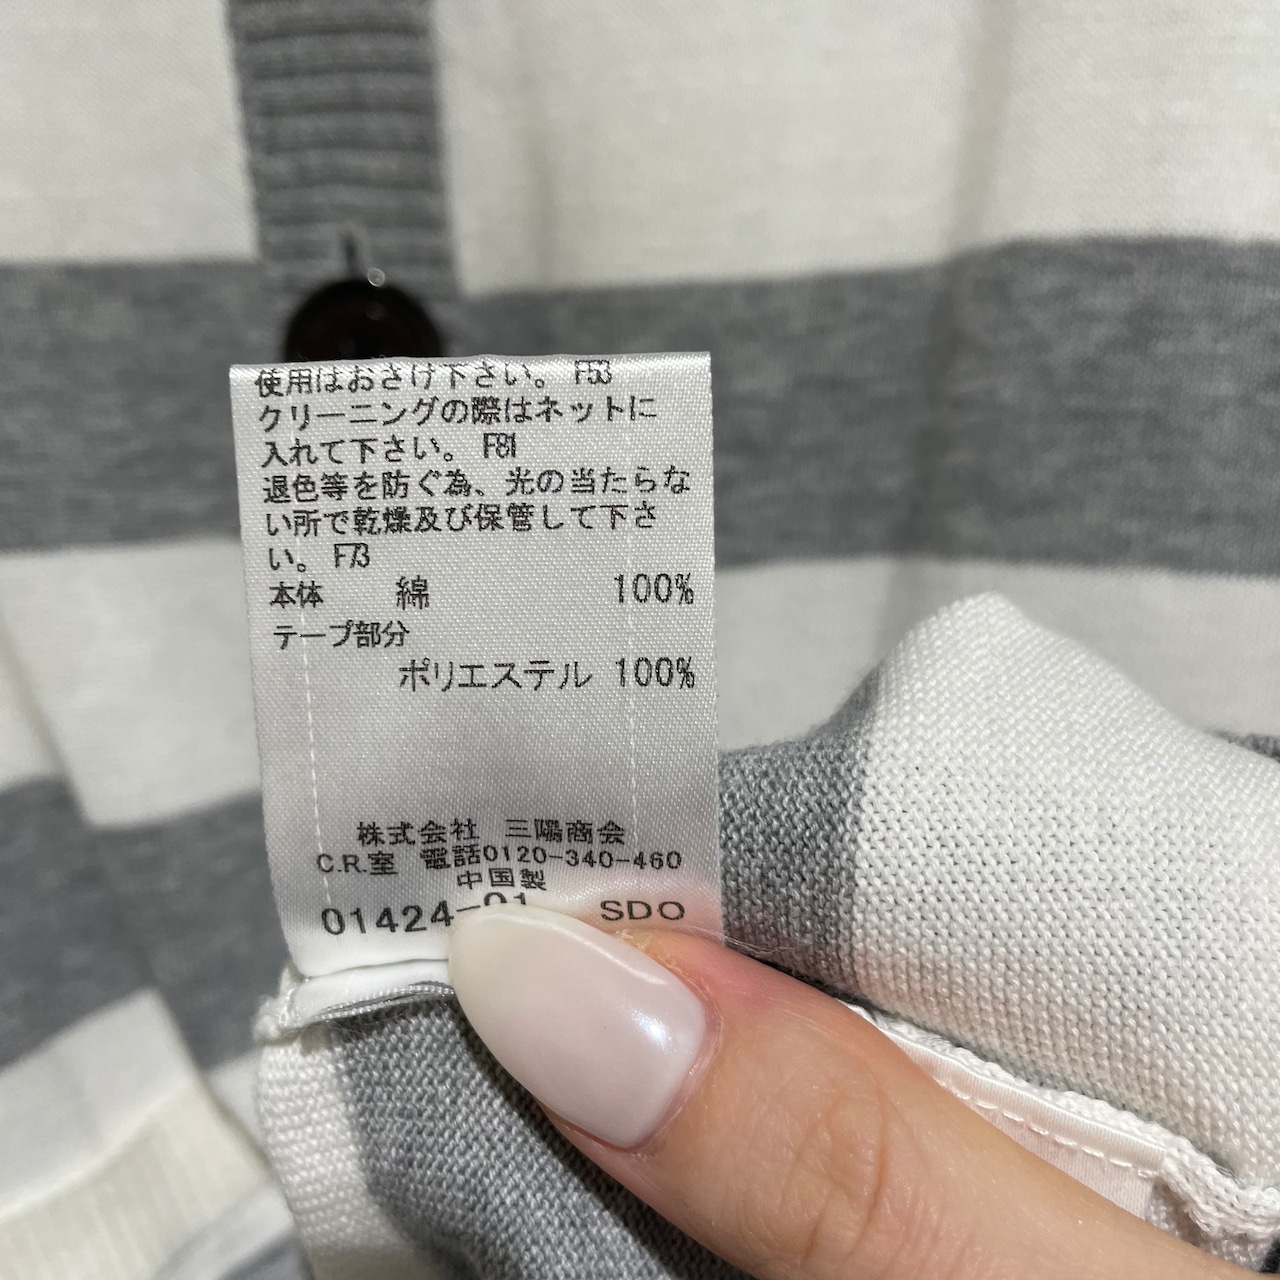 使用はおさけ下さい。 F53
クリーニングの際はネットに
入れて下さい。 F81
退色等を防ぐ為、光の当たらな
い所で乾燥及び保管して下さ
い。 F73
本体 綿 100%
テープ部分
ポリエステル 100%
株式会社 三陽商会
C.R.室 電話0120-340-460
中国製
01424-01 SDO